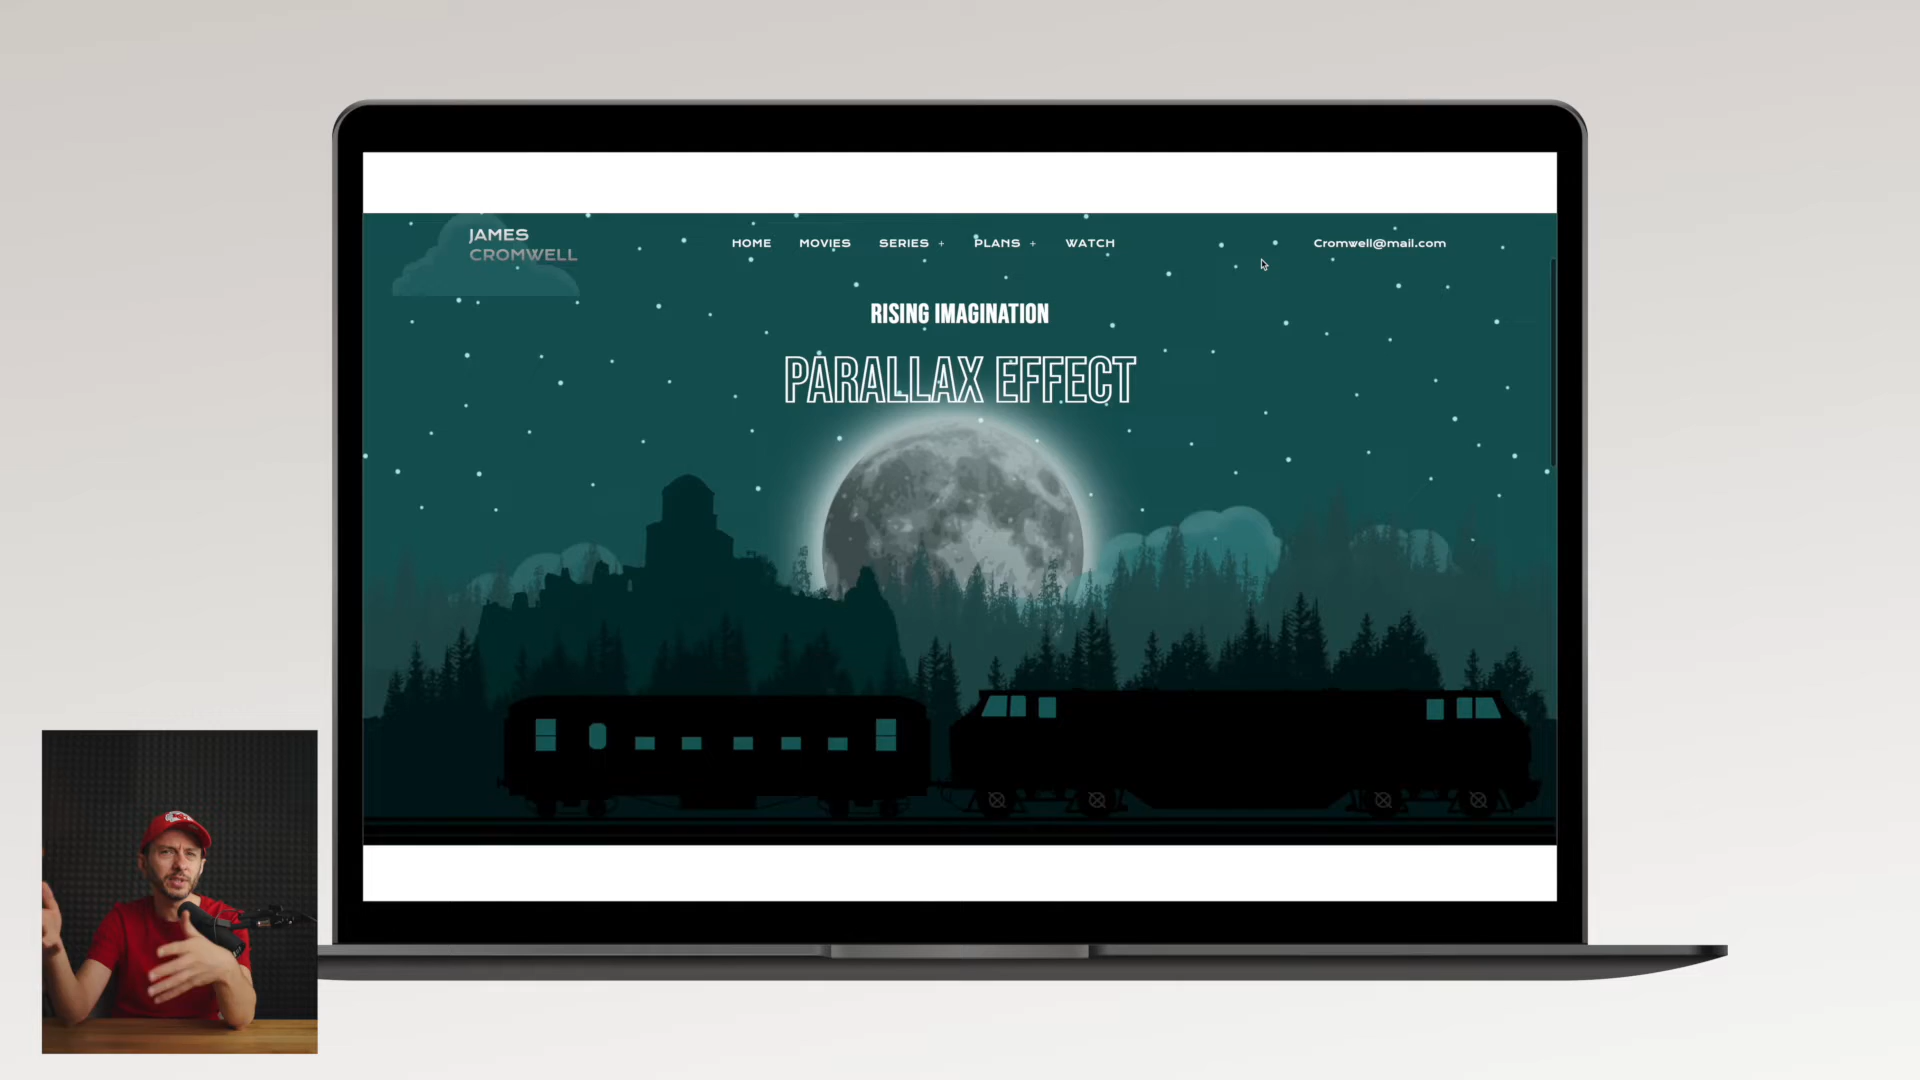 JAMES
CROMWELL
HOME MOVIES SERIES + PLANS + WATCH
Cromwell@mail.com
RISING IMAGINATION
PARALLAX EFFECT